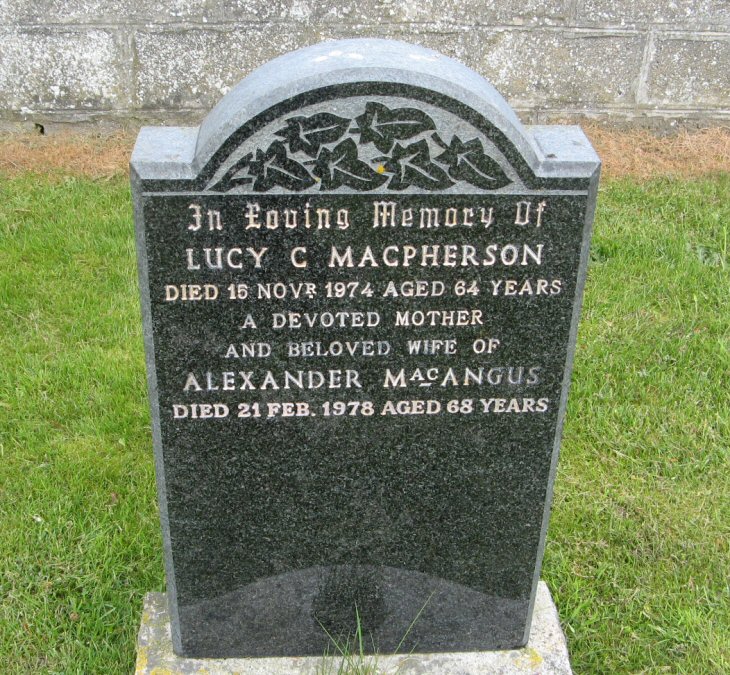 In Loving Memory Of
LUCY C MACPHERSON
DIED 15 NOVR 1974 AGED 64 YEARS
A DEVOTED MOTHER
AND BELOVED WIFE OF
ALEXANDER MACANGUS
DIED 21 FEB. 1978 AGED 68 YEARS